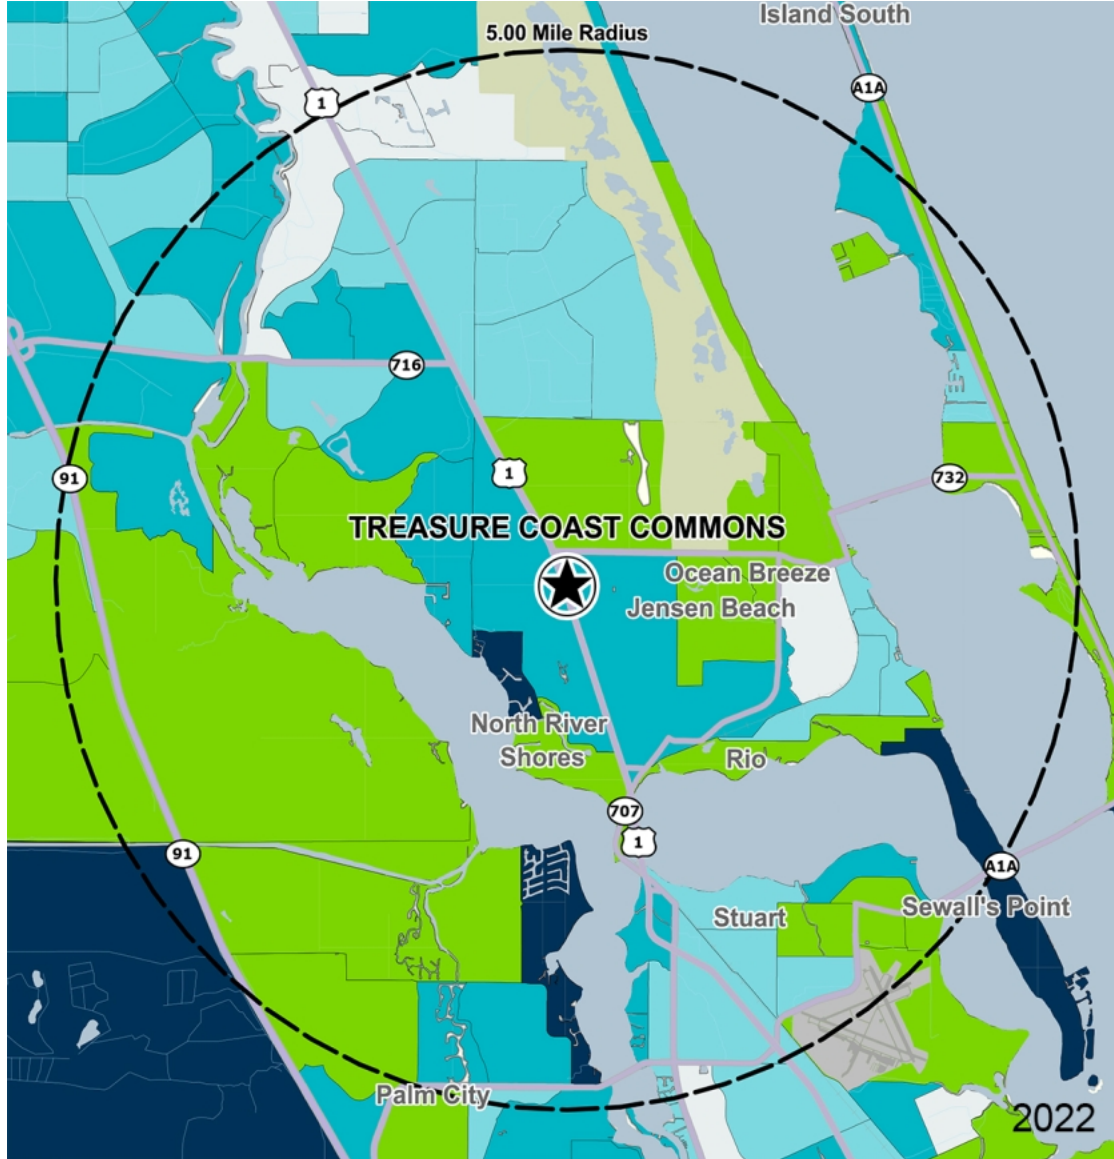 Island South
5.00 Mile Radius
A1A
1
716
1
91
732
TREASURE COAST COMMONS
Ocean Breeze
Jensen Beach
North River
Shores
Rio
707
1
91
A1A
Sewall's Point
Stuart
Palm City
2022